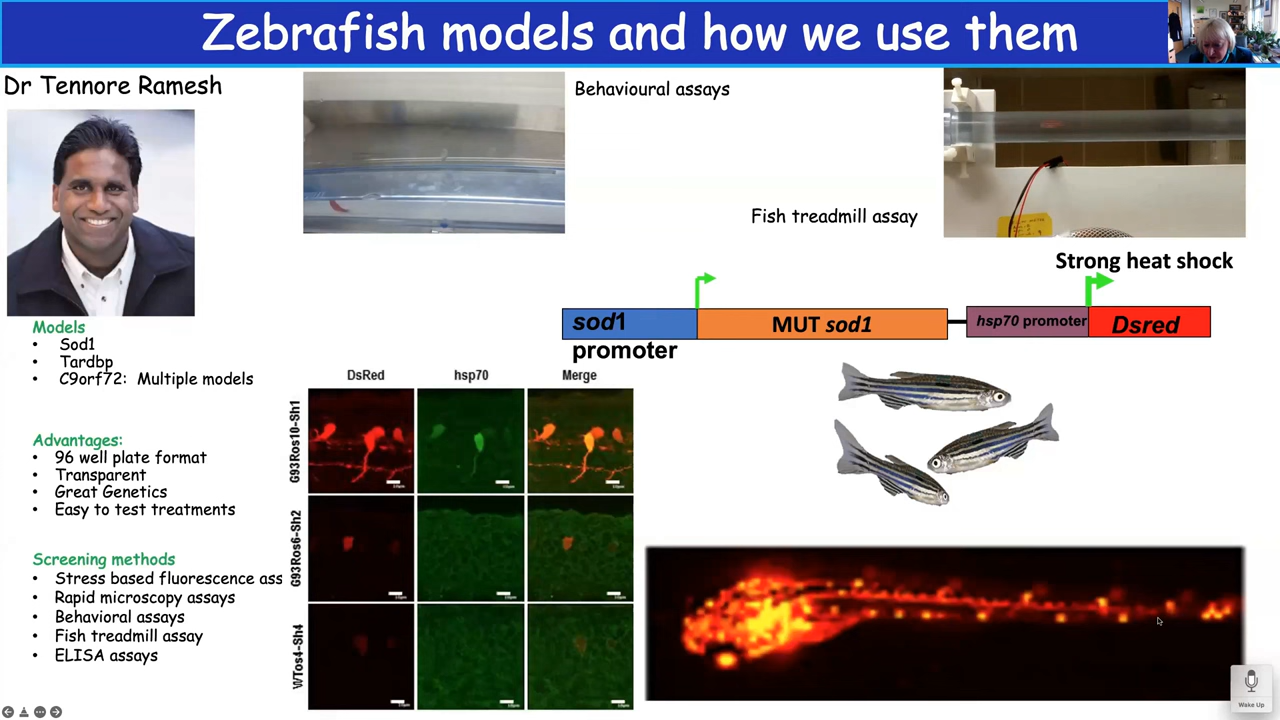 Zebrafish models and how we use them
Dr Tennore Ramesh
Behavioural assays
Fish treadmill assay
Strong heat shock
sod1
promoter
MUT sod1
hsp70 promoter
Dsred
Models
• Sod1
• Tardbp
• C9orf72: Multiple models
Advantages:
• 96 well plate format
• Transparent
• Great Genetics
• Easy to test treatments
Screening methods
• Stress based fluorescence ass
• Rapid microscopy assays
• Behavioral assays
• Fish treadmill assay
• ELISA assays
DsRed
hsp70
Merge
G93Ros10-Sh1
G93Ros6-Sh2
WTos4-Sh4
Wake Up